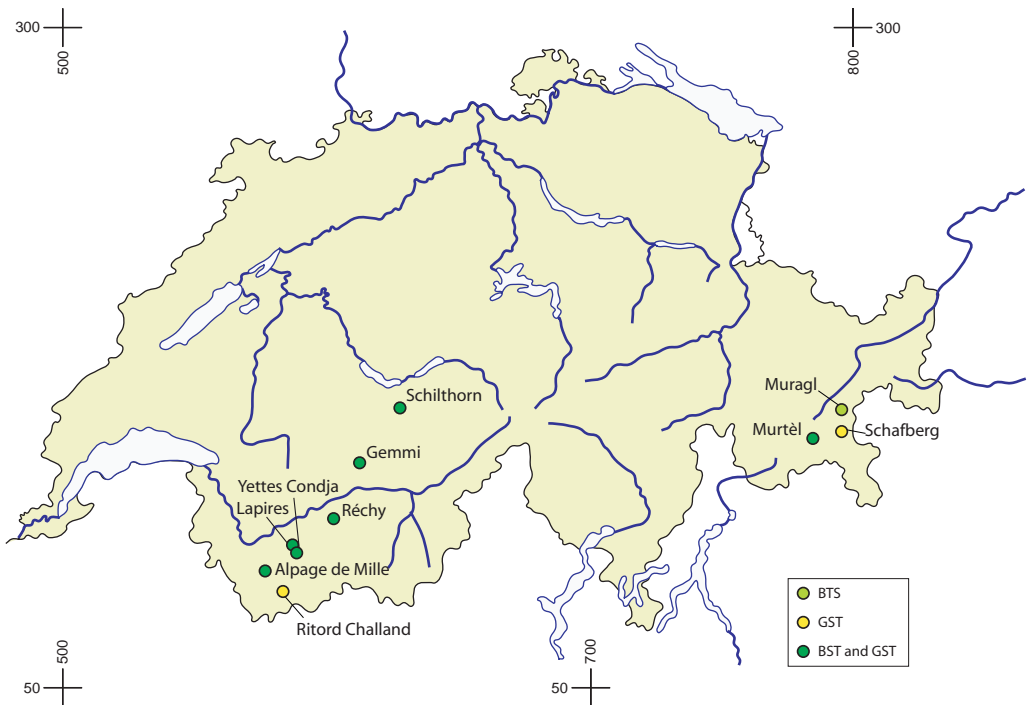 300
500
300
800
Schilthorn
Muragl
Murtèl
Schafberg
Gemmi
Yettes Condja
Lapires
Réchy
Alpage de Mille
Ritord Challand
BTS
GST
BST and GST
500
50
700
50